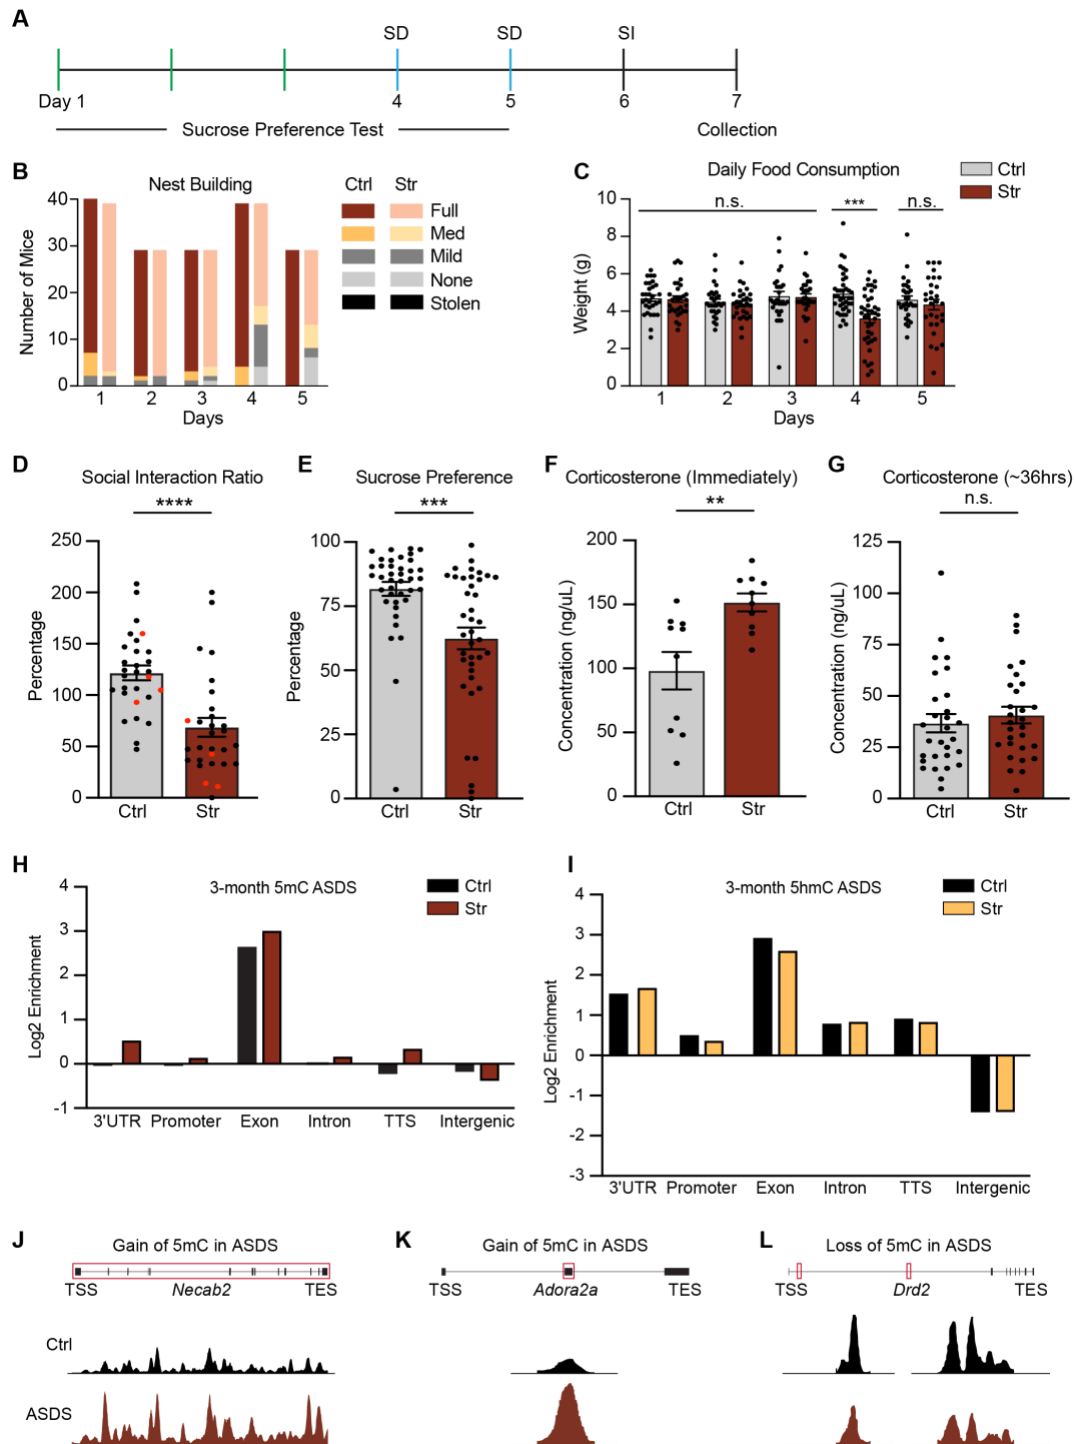 A
SD SD SI
Day 1 4 5 6 7
Sucrose Preference Test Collection
B
Nest Building Ctrl Str
Full
Med
Mild
None
Stolen
Number of Mice
40
30
20
10
0
1 2 3 4 5
Days
C
Daily Food Consumption
Ctrl
Str
n.s. *** n.s.
Weight (g)
10
8
6
4
2
0
1 2 3 4 5
Days
D
Social Interaction Ratio
****
Percentage
250
200
150
100
50
0
Ctrl Str
E
Sucrose Preference
***
Percentage
100
75
50
25
0
Ctrl Str
F
Corticosterone (Immediately)
**
Concentration (ng/uL)
200
150
100
50
0
Ctrl Str
G
Corticosterone (~36hrs)
n.s.
Concentration (ng/uL)
125
100
75
50
25
0
Ctrl Str
H
3-month 5mC ASDS
Ctrl
Str
Log2 Enrichment
4
3
2
1
0
-1
3'UTR Promoter Exon Intron TTS Intergenic
I
3-month 5hmC ASDS
Ctrl
Str
Log2 Enrichment
4
3
2
1
0
-1
-2
-3
3'UTR Promoter Exon Intron TTS Intergenic
J
Gain of 5mC in ASDS
TSS Necab2 TES
Ctrl
ASDS
K
Gain of 5mC in ASDS
TSS Adora2a TES
L
Loss of 5mC in ASDS
TSS Drd2 TES